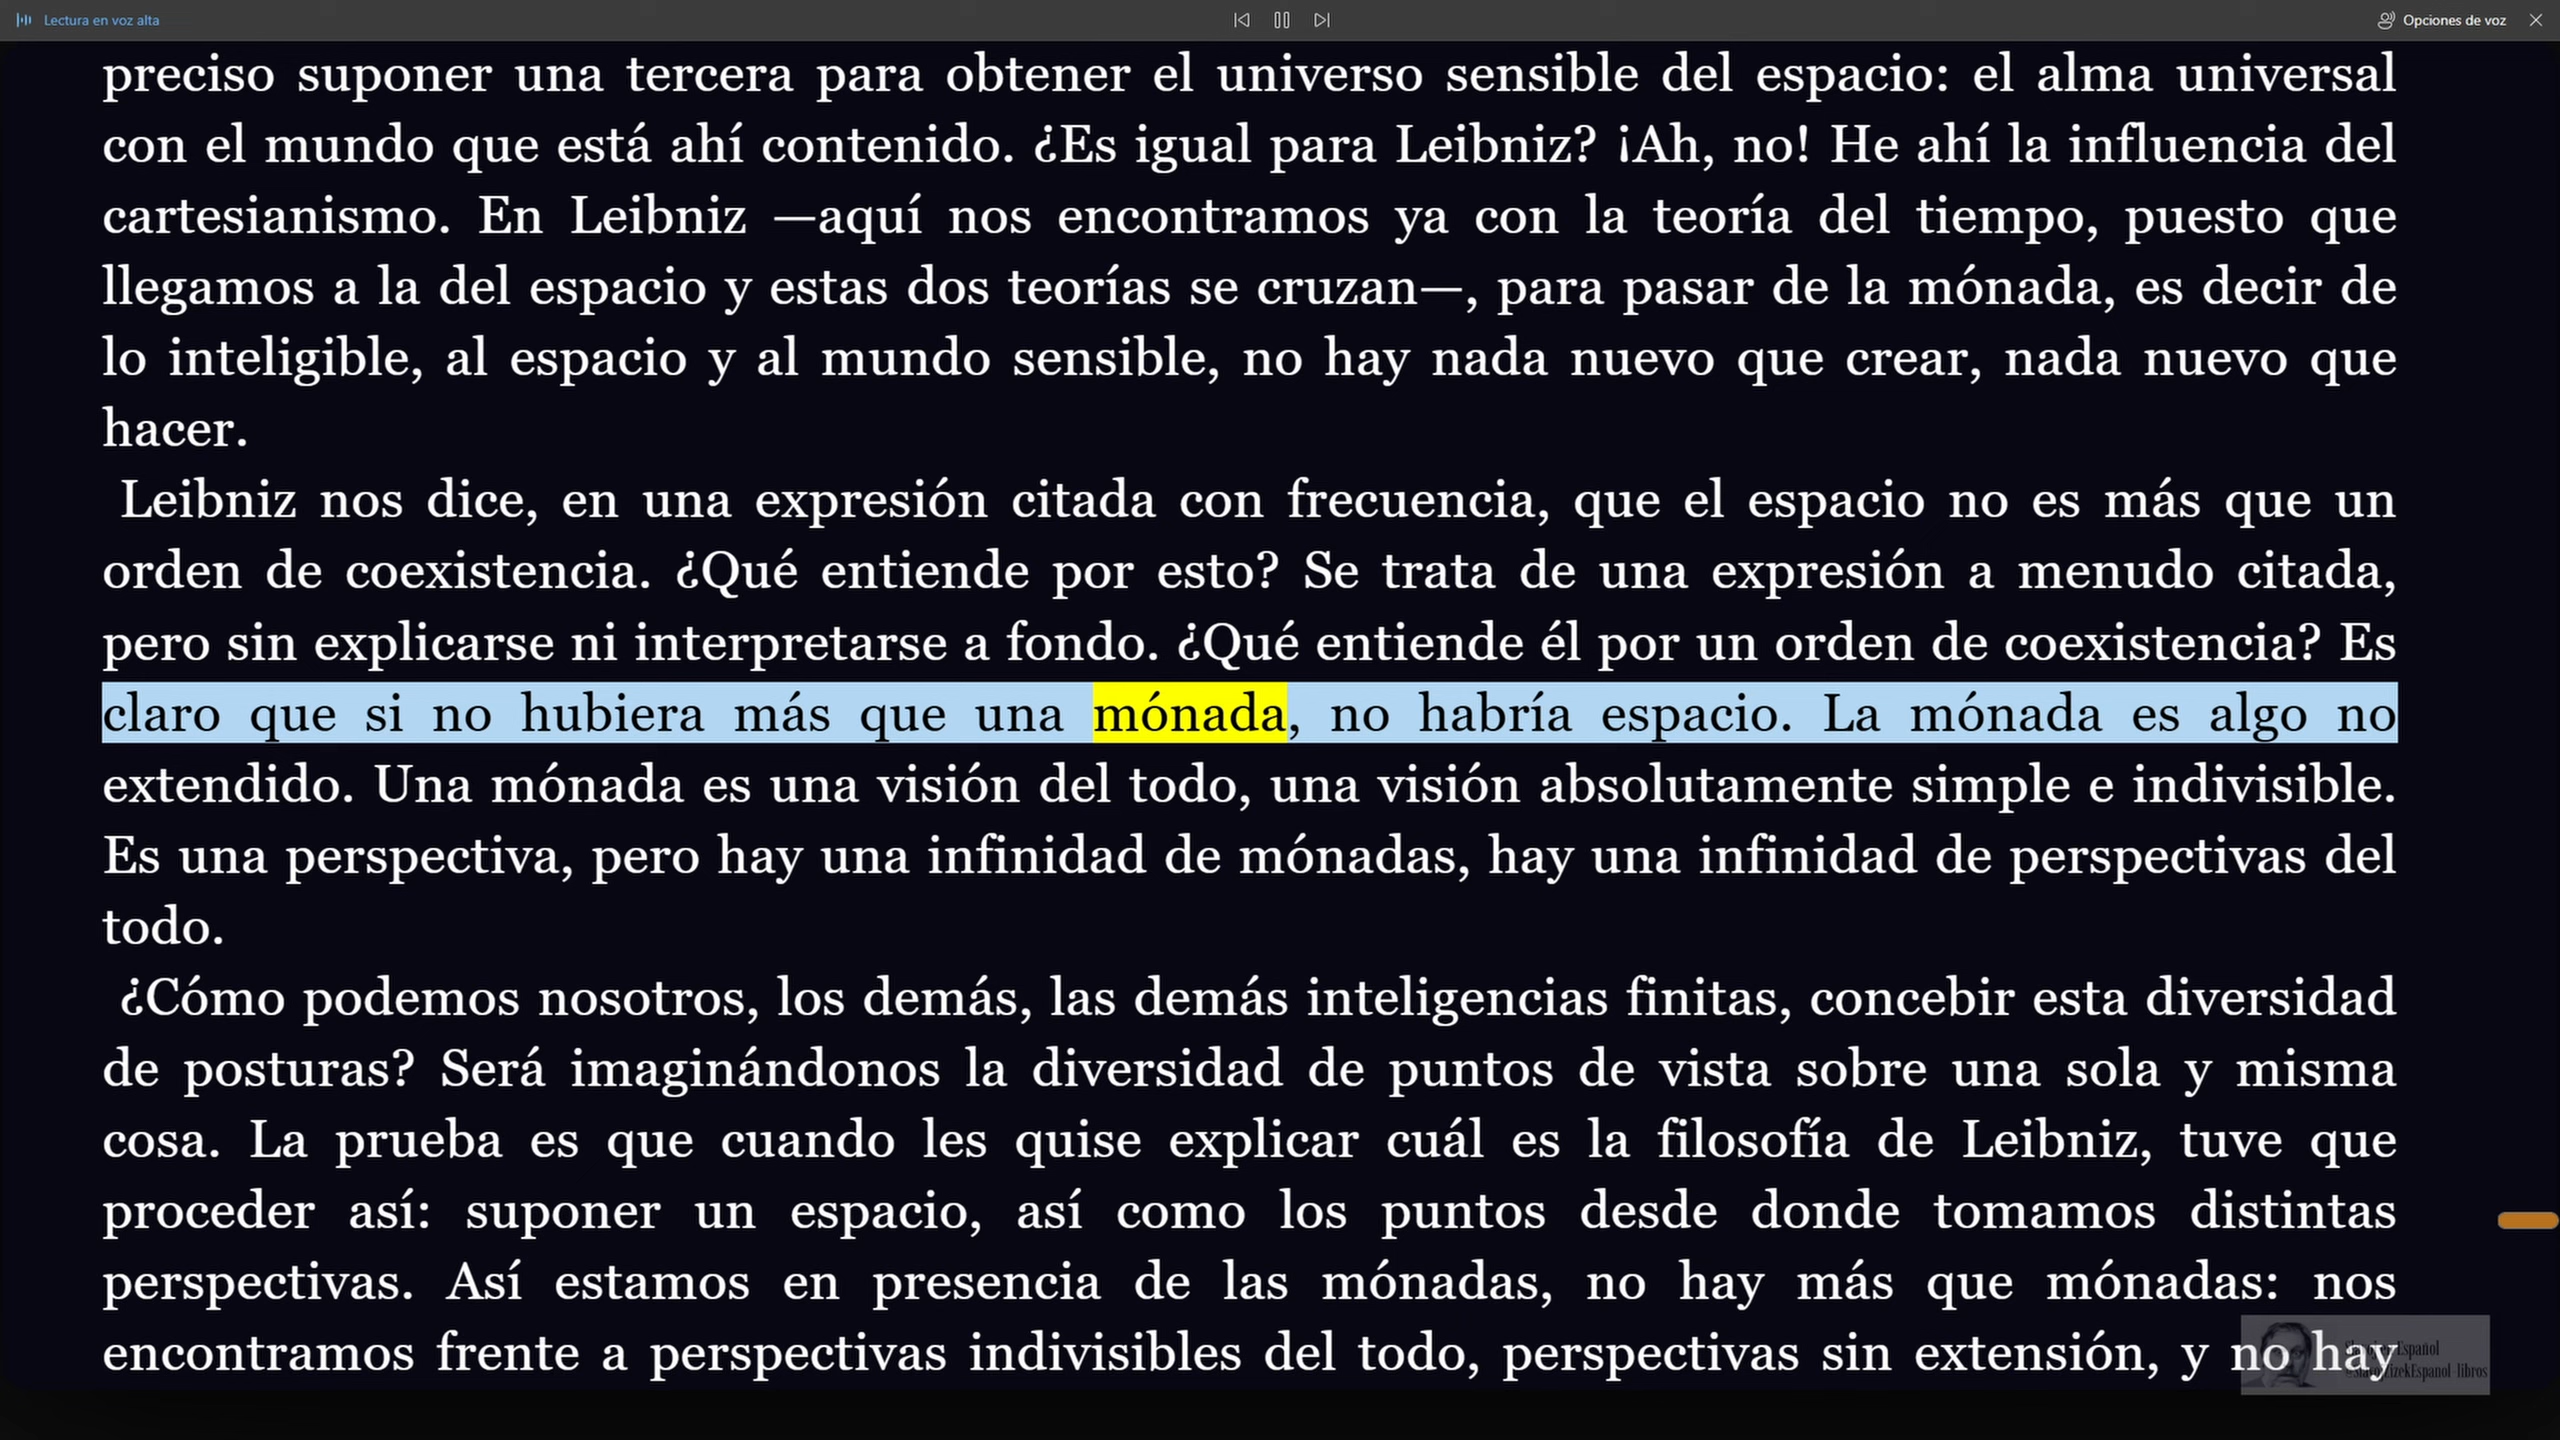 Lectura en voz alta
Opciones de voz
preciso suponer una tercera para obtener el universo sensible del espacio: el alma universal
con el mundo que está ahí contenido. ¿Es igual para Leibniz? ¡Ah, no! He ahí la influencia del
cartesianismo. En Leibniz —aquí nos encontramos ya con la teoría del tiempo, puesto que
llegamos a la del espacio y estas dos teorías se cruzan—, para pasar de la mónada, es decir de
lo inteligible, al espacio y al mundo sensible, no hay nada nuevo que crear, nada nuevo que
hacer.
Leibniz nos dice, en una expresión citada con frecuencia, que el espacio no es más que un
orden de coexistencia. ¿Qué entiende por esto? Se trata de una expresión a menudo citada,
pero sin explicarse ni interpretarse a fondo. ¿Qué entiende él por un orden de coexistencia? Es
claro que si no hubiera más que una mónada, no habría espacio. La mónada es algo no
extendido. Una mónada es una visión del todo, una visión absolutamente simple e indivisible.
Es una perspectiva, pero hay una infinidad de mónadas, hay una infinidad de perspectivas del
todo.
¿Cómo podemos nosotros, los demás, las demás inteligencias finitas, concebir esta diversidad
de posturas? Será imaginándonos la diversidad de puntos de vista sobre una sola y misma
cosa. La prueba es que cuando les quise explicar cuál es la filosofía de Leibniz, tuve que
proceder así: suponer un espacio, así como los puntos desde donde tomamos distintas
perspectivas. Así estamos en presencia de las mónadas, no hay más que mónadas: nos
encontramos frente a perspectivas indivisibles del todo, perspectivas sin extensión, y no hay
Español